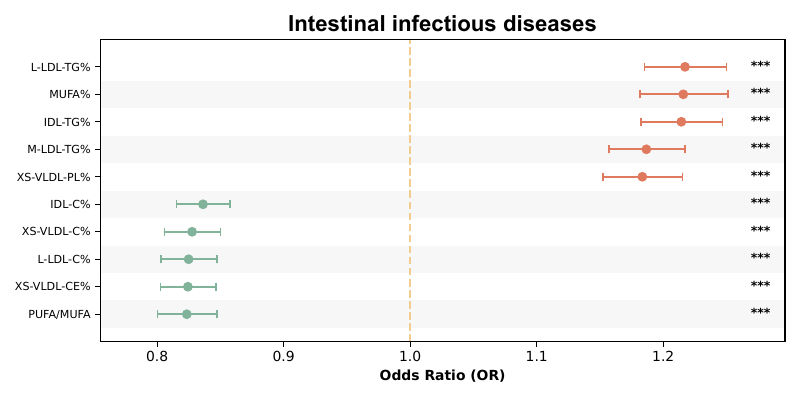 Intestinal infectious diseases
L-LDL-TG% ***
MUFA% ***
IDL-TG% ***
M-LDL-TG% ***
XS-VLDL-PL% ***
IDL-C% ***
XS-VLDL-C% ***
L-LDL-C% ***
XS-VLDL-CE% ***
PUFA/MUFA ***
0.8 0.9 1.0 1.1 1.2
Odds Ratio (OR)